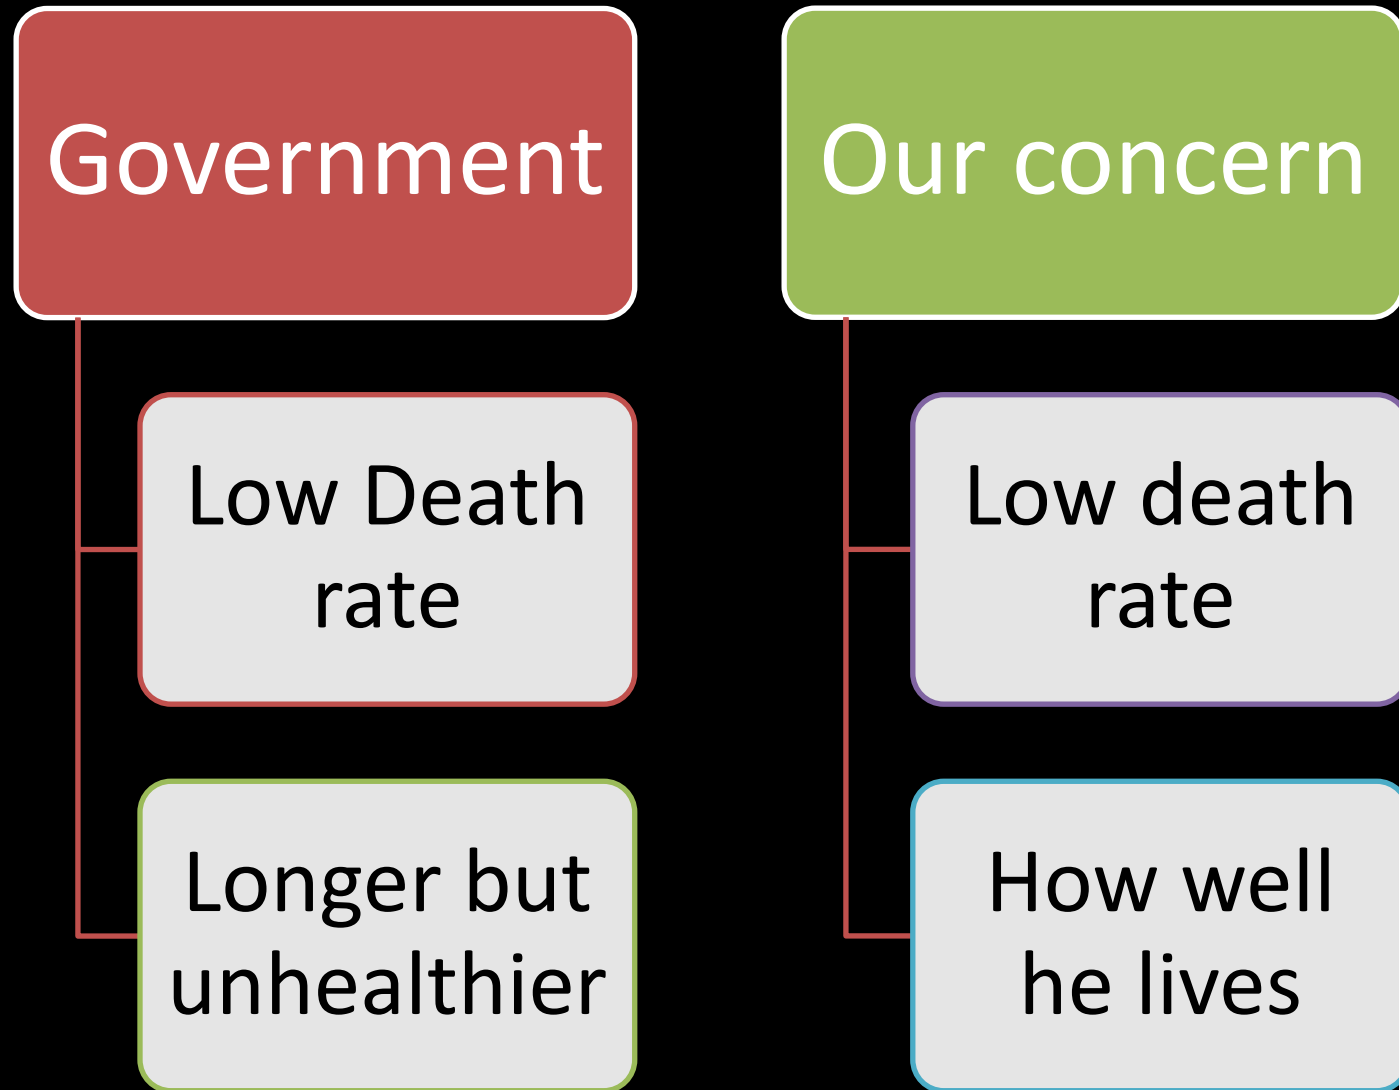 Government
Low Death
rate
Longer but
unhealthier
Our concern
Low death
rate
How well
he lives